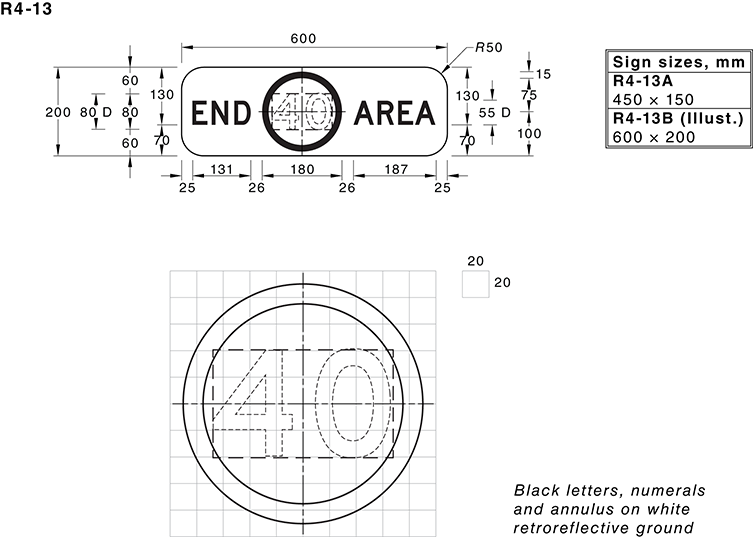 R4-13
600
R50
60
130
200
80 D
80
60
70
END 40 AREA
130
70
55 D
15
75
100
25
131
26
180
26
187
25
Sign sizes, mm
R4-13A
450 × 150
R4-13B (Illust.)
600 × 200
20
20
40
Black letters, numerals
and annulus on white
retroreflective ground